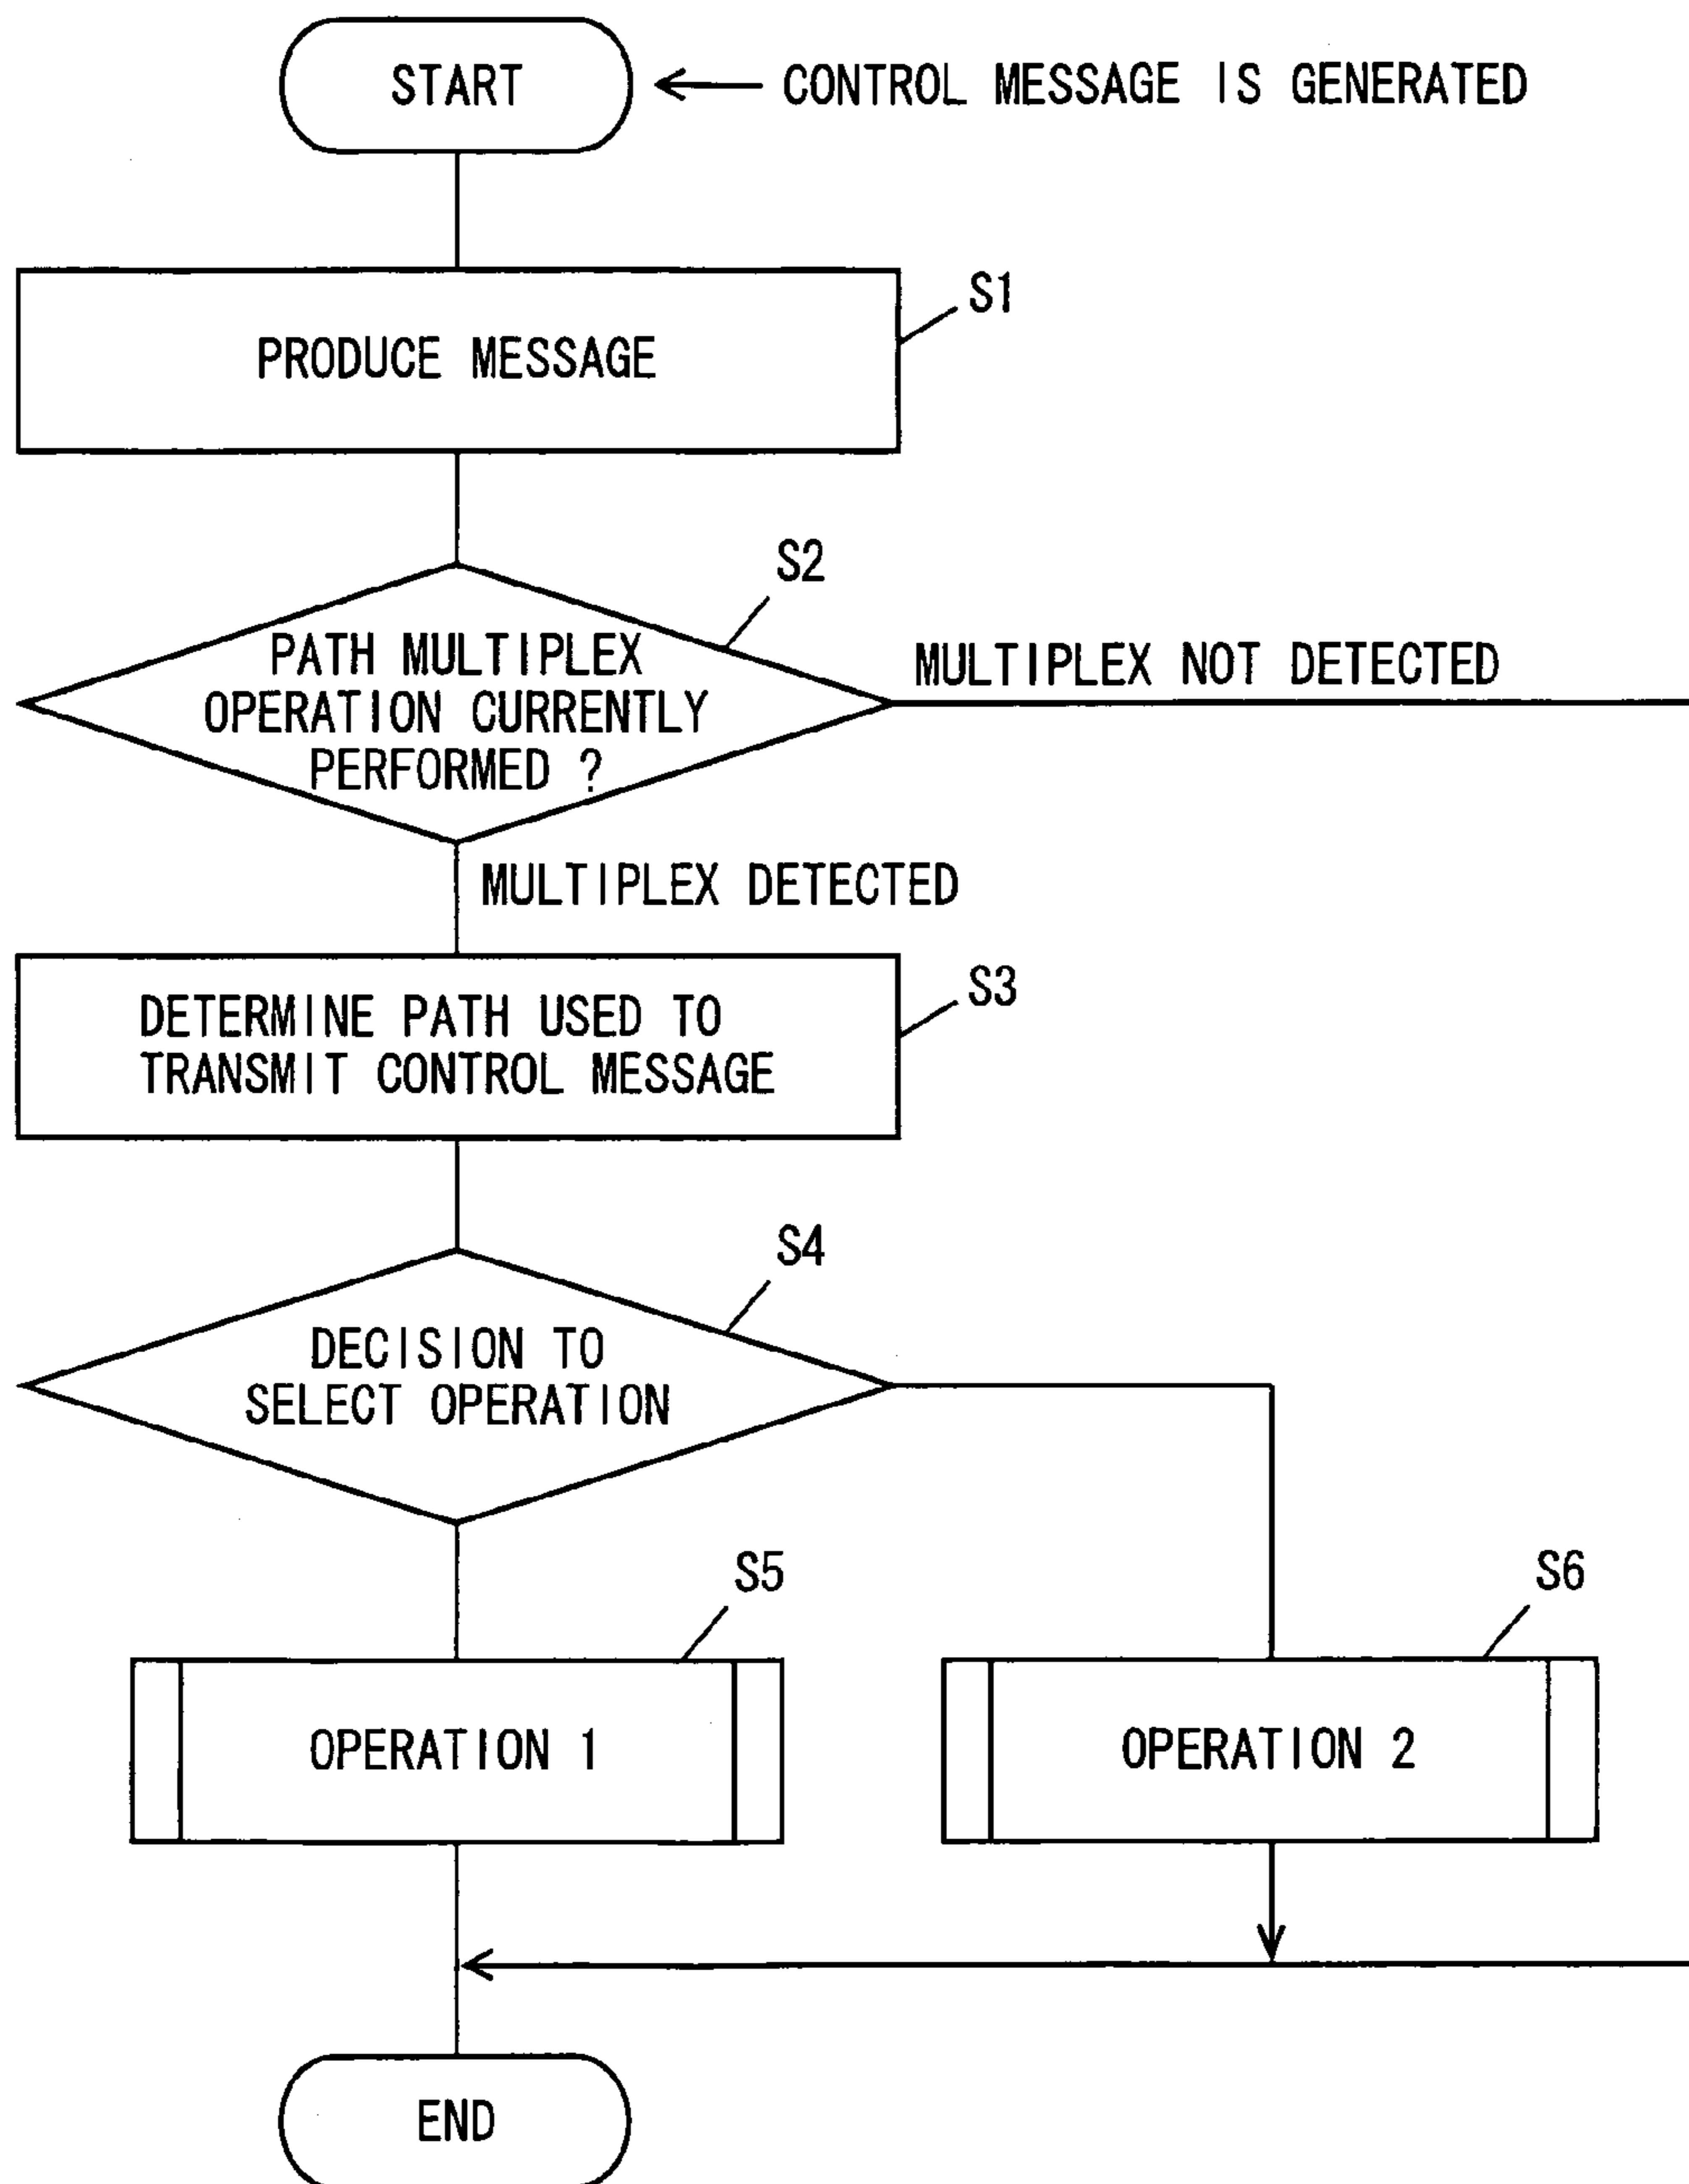 START
CONTROL MESSAGE IS GENERATED
S1
PRODUCE MESSAGE
S2
PATH MULTIPLEX
OPERATION CURRENTLY
PERFORMED ?
MULTIPLEX NOT DETECTED
MULTIPLEX DETECTED
S3
DETERMINE PATH USED TO
TRANSMIT CONTROL MESSAGE
S4
DECISION TO
SELECT OPERATION
S5
S6
OPERATION 1
OPERATION 2
END